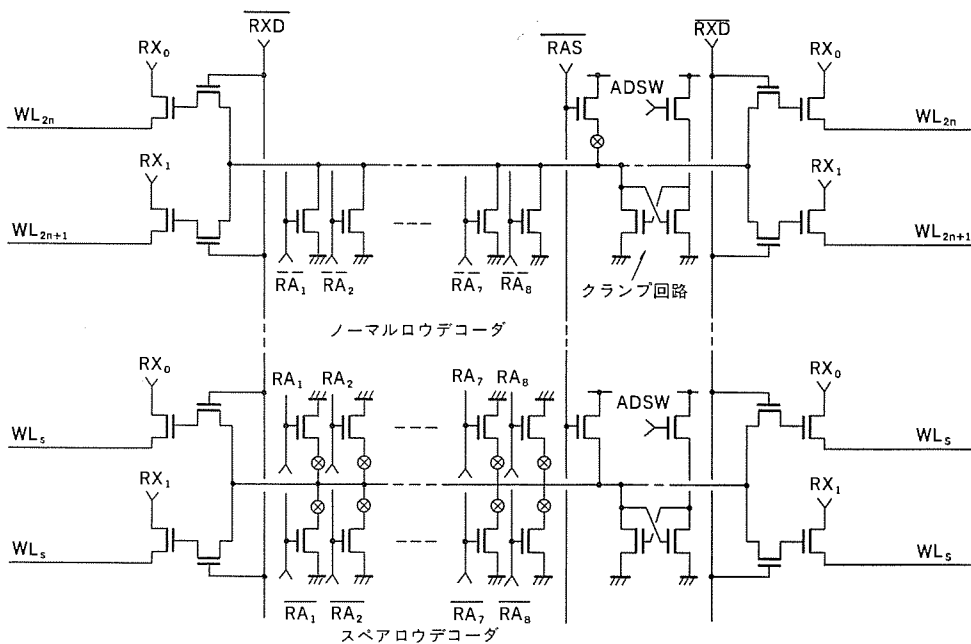 RXD RAS RXD
RX0 RX0
ADSW
WL2n WL2n
RX1 RX1
WL2n+1 WL2n+1
RA1 RA2 RA7 RA8
クランプ回路
ノーマルロウデコーダ
RX0 RA1 RA2 RA7 RA8 RX0
ADSW
WLs WLs
RX1 RX1
WLs WLs
RA1 RA2 RA7 RA8
スペアロウデコーダ